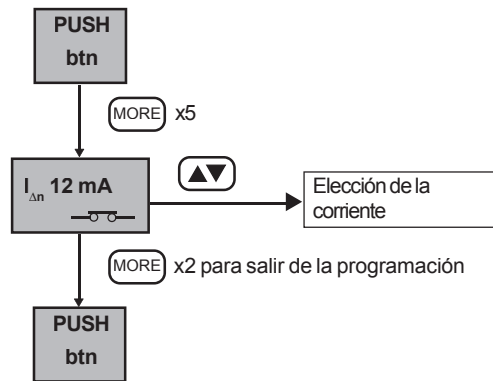 PUSH
btn
MORE x5
I∆n 12 mA
▲▼
Elección de la
corriente
MORE x2 para salir de la programación
PUSH
btn